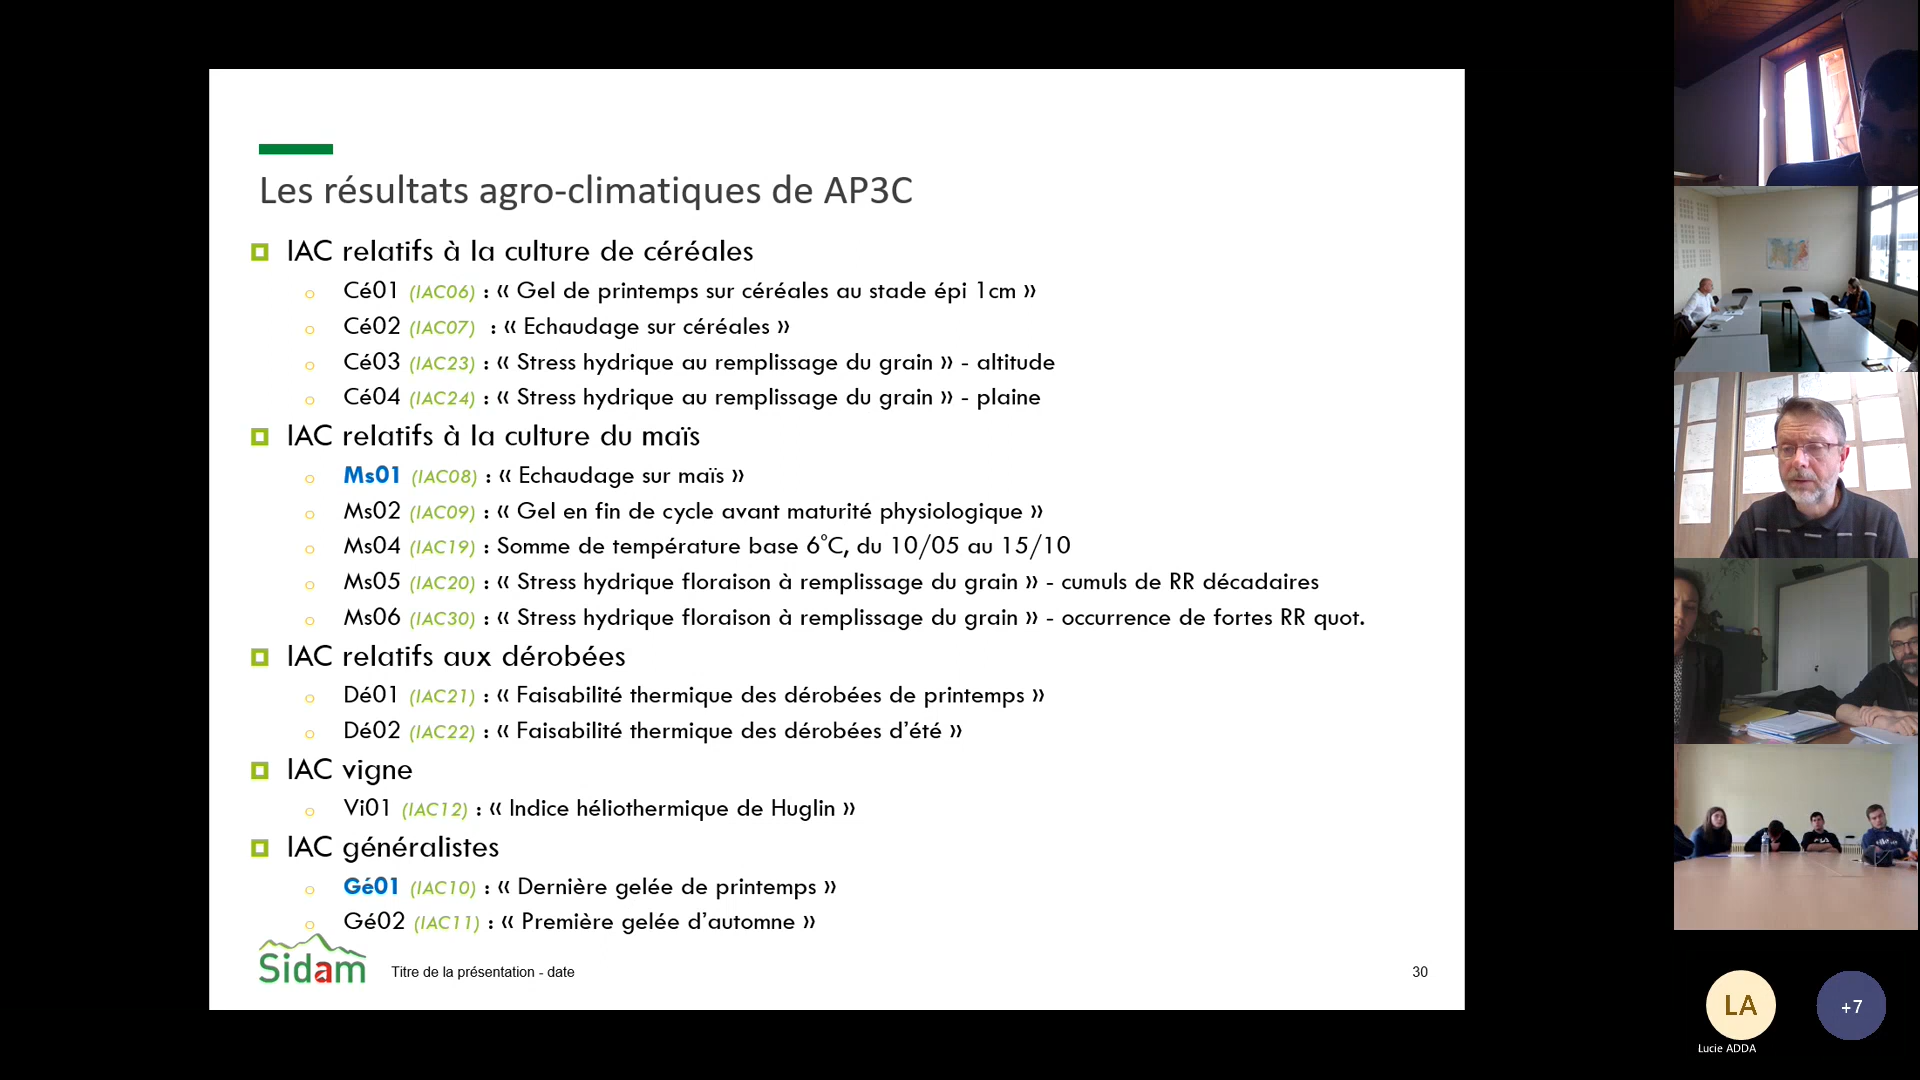 Les résultats agro-climatiques de AP3C
IAC relatifs à la culture de céréales
Cé01 (IAC06) : « Gel de printemps sur céréales au stade épi 1cm »
Cé02 (IAC07) : « Echaudage sur céréales »
Cé03 (IAC23) : « Stress hydrique au remplissage du grain » - altitude
Cé04 (IAC24) : « Stress hydrique au remplissage du grain » - plaine
IAC relatifs à la culture du maïs
Ms01 (IAC08) : « Echaudage sur maïs »
Ms02 (IAC09) : « Gel en fin de cycle avant maturité physiologique »
Ms04 (IAC19) : Somme de température base 6°C, du 10/05 au 15/10
Ms05 (IAC20) : « Stress hydrique floraison à remplissage du grain » - cumuls de RR décadaires
Ms06 (IAC30) : « Stress hydrique floraison à remplissage du grain » - occurrence de fortes RR quot.
IAC relatifs aux dérobées
Dé01 (IAC21) : « Faisabilité thermique des dérobées de printemps »
Dé02 (IAC22) : « Faisabilité thermique des dérobées d’été »
IAC vigne
Vi01 (IAC12) : « Indice héliothermique de Huglin »
IAC généralistes
Gé01 (IAC10) : « Dernière gelée de printemps »
Gé02 (IAC11) : « Première gelée d’automne »
Sidam
Titre de la présentation - date
30
LA
+7
Lucie ADDA